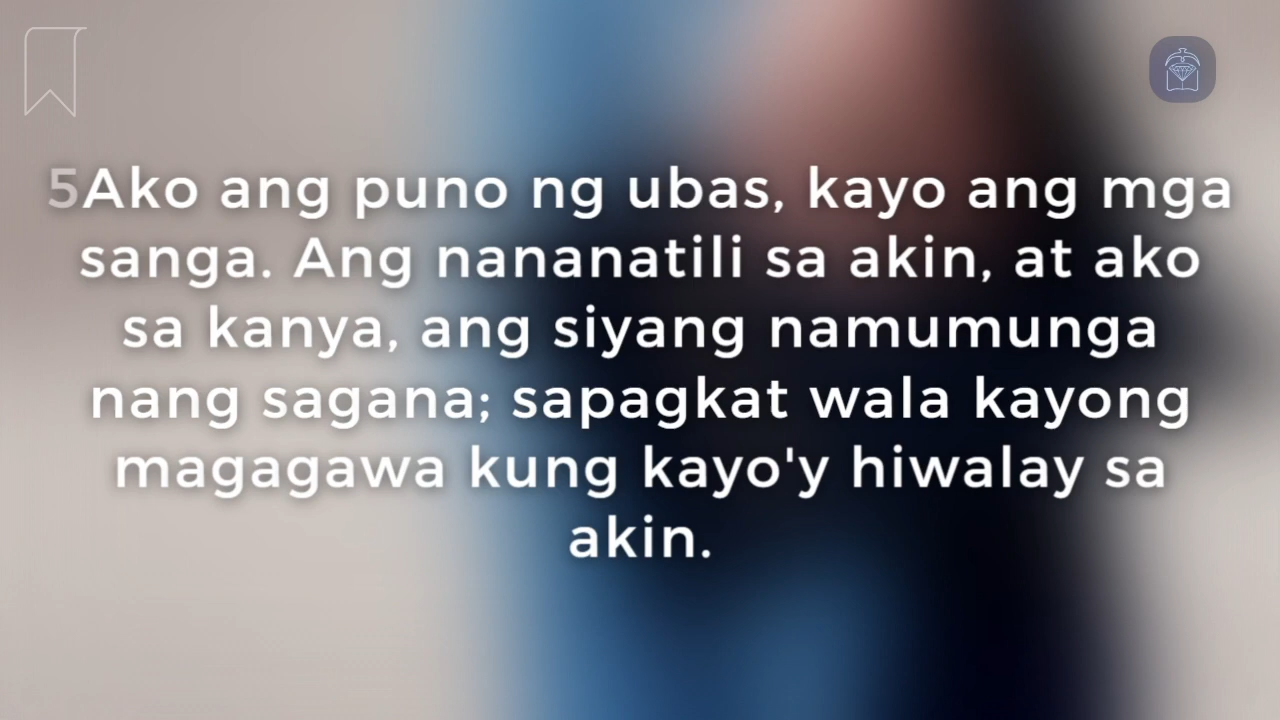 5Ako ang puno ng ubas, kayo ang mga
sanga. Ang nananatili sa akin, at ako
sa kanya, ang siyang namumunga
nang sagana; sapagkat wala kayong
magagawa kung kayo'y hiwalay sa
akin.